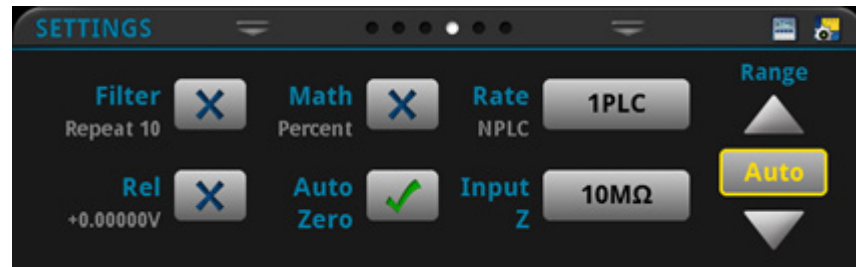 SETTINGS
Filter
Repeat 10
Math
Percent
Rate
NPLC
1PLC
Range
Rel
+0.00000V
Auto
Zero
Input
Z
10MΩ
Auto